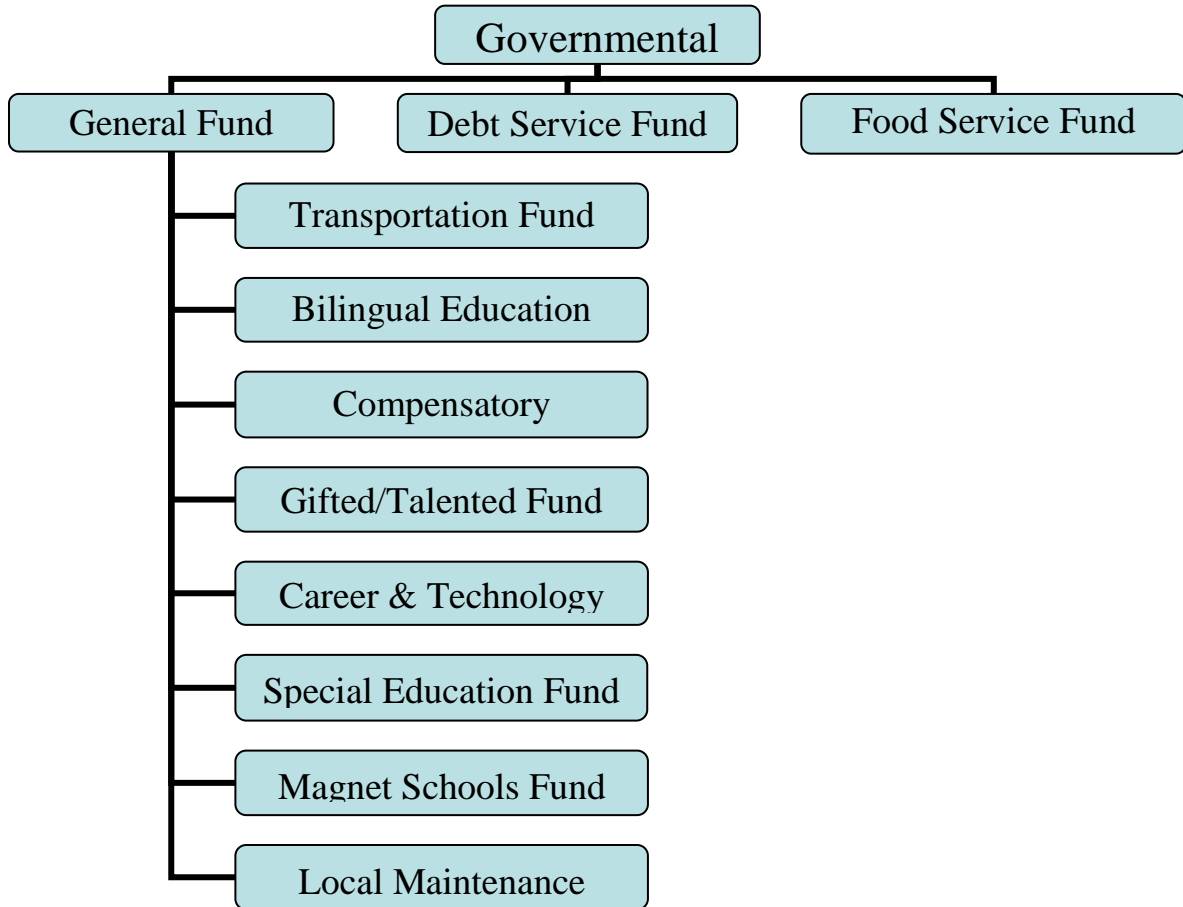 Governmental
General Fund
Debt Service Fund
Food Service Fund
Transportation Fund
Bilingual Education
Compensatory
Gifted/Talented Fund
Career & Technology
Special Education Fund
Magnet Schools Fund
Local Maintenance